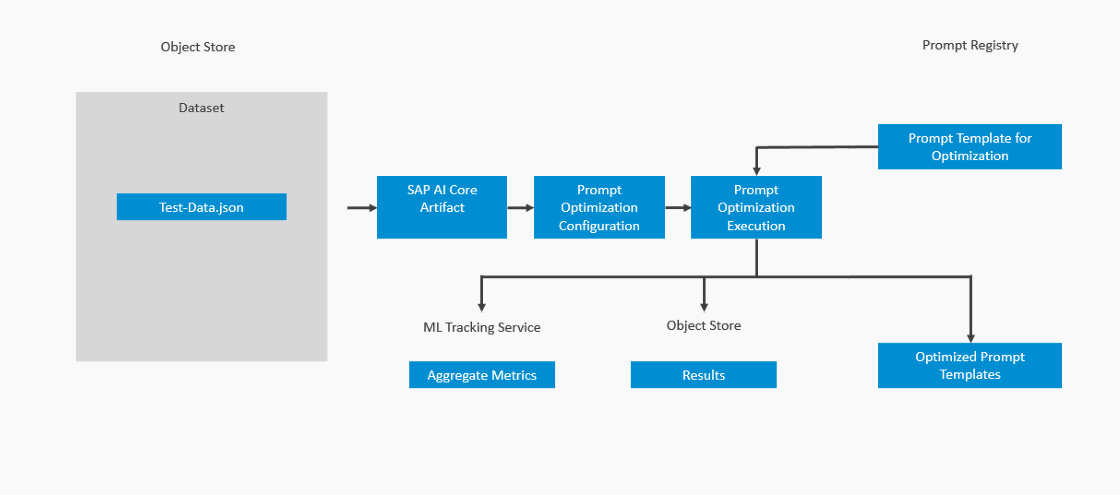 Object Store
Prompt Registry
Dataset
Prompt Template for
Optimization
Test-Data.json
SAP AI Core
Artifact
Prompt
Optimization
Configuration
Prompt
Optimization
Execution
ML Tracking Service
Object Store
Aggregate Metrics
Results
Optimized Prompt
Templates